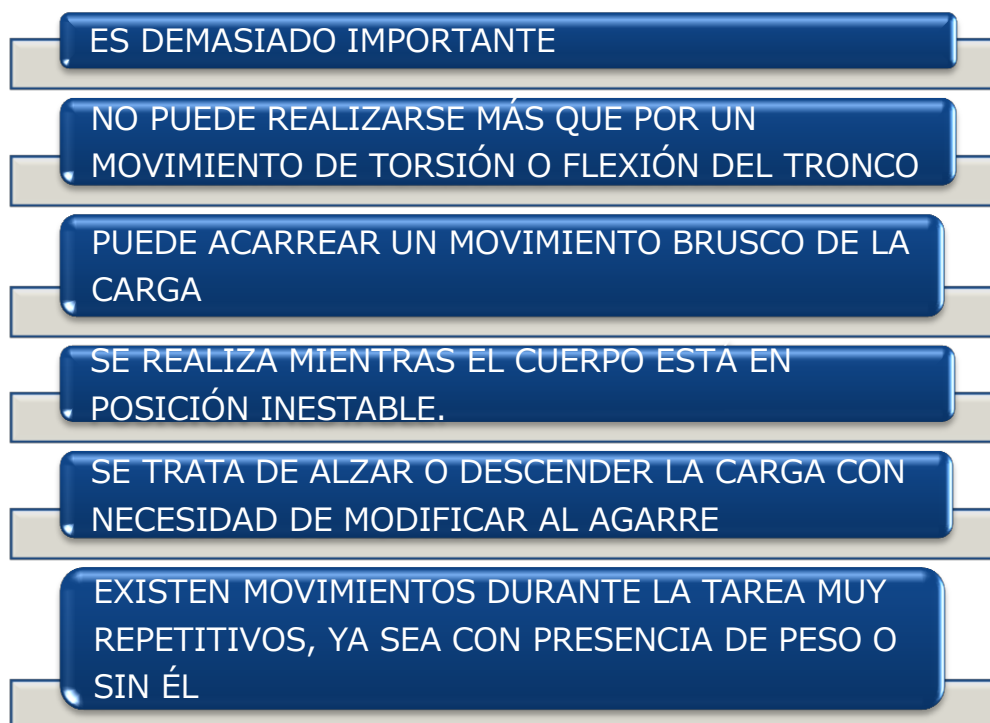 ES DEMASIADO IMPORTANTE
NO PUEDE REALIZARSE MÁS QUE POR UN
MOVIMIENTO DE TORSIÓN O FLEXIÓN DEL TRONCO
PUEDE ACARREAR UN MOVIMIENTO BRUSCO DE LA
CARGA
SE REALIZA MIENTRAS EL CUERPO ESTÁ EN
POSICIÓN INESTABLE.
SE TRATA DE ALZAR O DESCENDER LA CARGA CON
NECESIDAD DE MODIFICAR AL AGARRE
EXISTEN MOVIMIENTOS DURANTE LA TAREA MUY
REPETITIVOS, YA SEA CON PRESENCIA DE PESO O
SIN ÉL